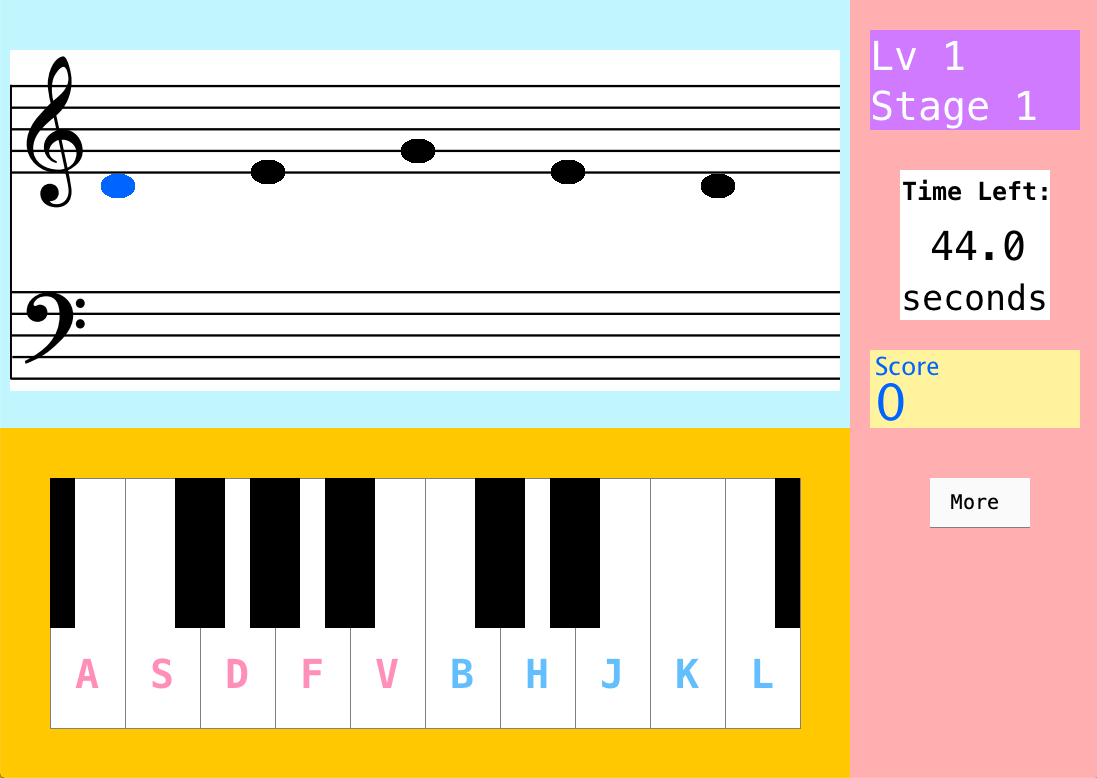 Lv 1
Stage 1
Time Left:
44.0
seconds
Score
0
More
A S D F V B H J K L